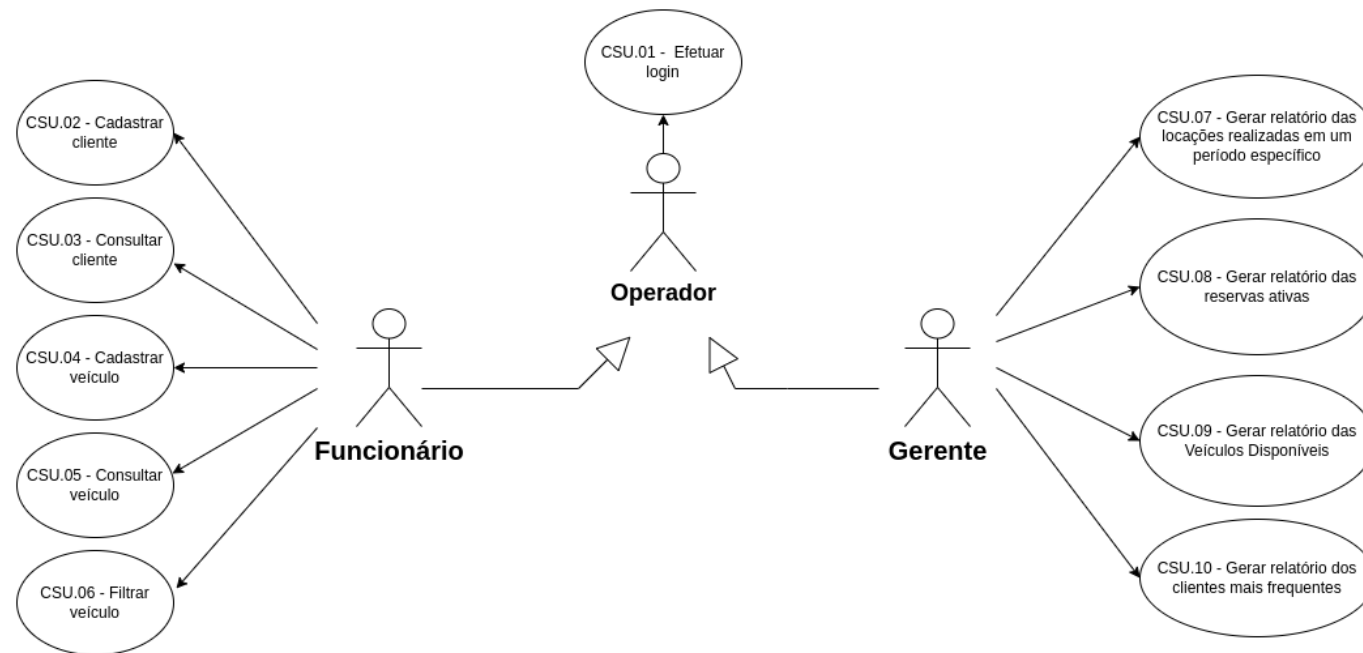 CSU.01 - Efetuar
login
CSU.02 - Cadastrar
cliente
CSU.03 - Consultar
cliente
CSU.04 - Cadastrar
veículo
CSU.05 - Consultar
veículo
CSU.06 - Filtrar
veículo
Operador
Funcionário
Gerente
CSU.07 - Gerar relatório das
locações realizadas em um
período específico
CSU.08 - Gerar relatório das
reservas ativas
CSU.09 - Gerar relatório das
Veículos Disponíveis
CSU.10 - Gerar relatório dos
clientes mais frequentes